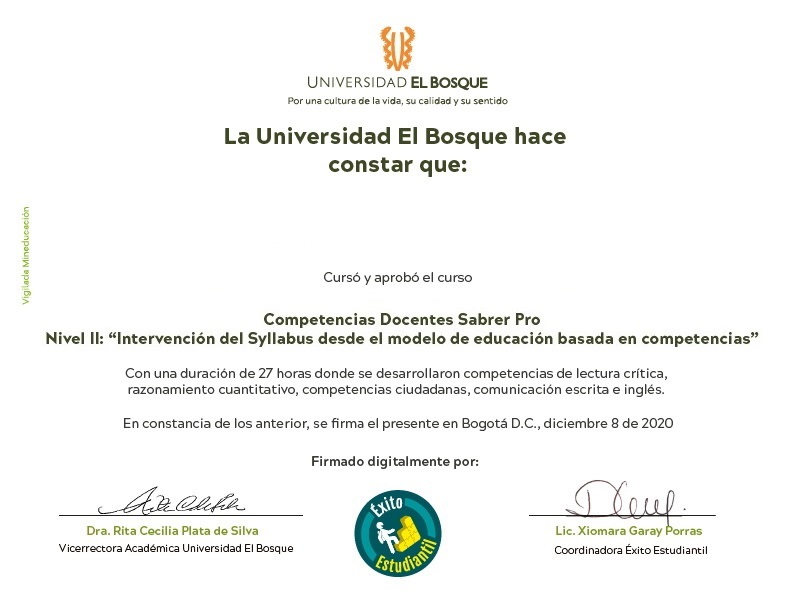 UNIVERSIDAD EL BOSQUE
Por una cultura de la vida, su calidad y su sentido
La Universidad El Bosque hace
constar que:
Vigilada Mineducación
Cursó y aprobó el curso
Competencias Docentes Sabrer Pro
Nivel II: “Intervención del Syllabus desde el modelo de educación basada en competencias”
Con una duración de 27 horas donde se desarrollaron competencias de lectura crítica,
razonamiento cuantitativo, competencias ciudadanas, comunicación escrita e inglés.
En constancia de los anterior, se firma el presente en Bogotá D.C., diciembre 8 de 2020
Firmado digitalmente por:
Éxito
Estudiantil
Dra. Rita Cecilia Plata de Silva
Vicerrectora Académica Universidad El Bosque
Lic. Xiomara Garay Porras
Coordinadora Éxito Estudiantil